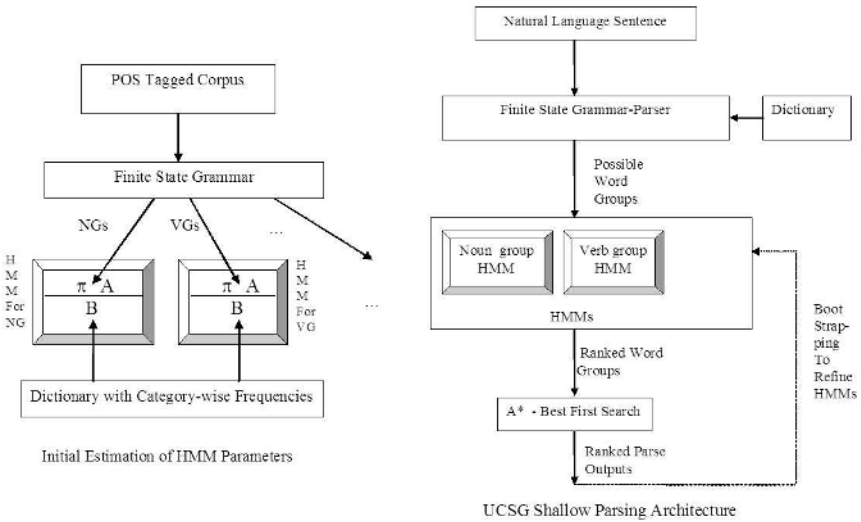 POS Tagged Corpus
Finite State Grammar
NGs
VGs
...
H
M
M
For
NG
π A
B
π A
B
H
M
M
For
VG
...
Dictionary with Category-wise Frequencies
Initial Estimation of HMM Parameters
Natural Language Sentence
Finite State Grammar-Parser
Dictionary
Possible
Word
Groups
Noun group
HMM
Verb group
HMM
HMMs
Ranked Word
Groups
A* - Best First Search
Ranked Parse
Outputs
Boot
Strap-
ping
To
Refine
HMMs
UCSG Shallow Parsing Architecture